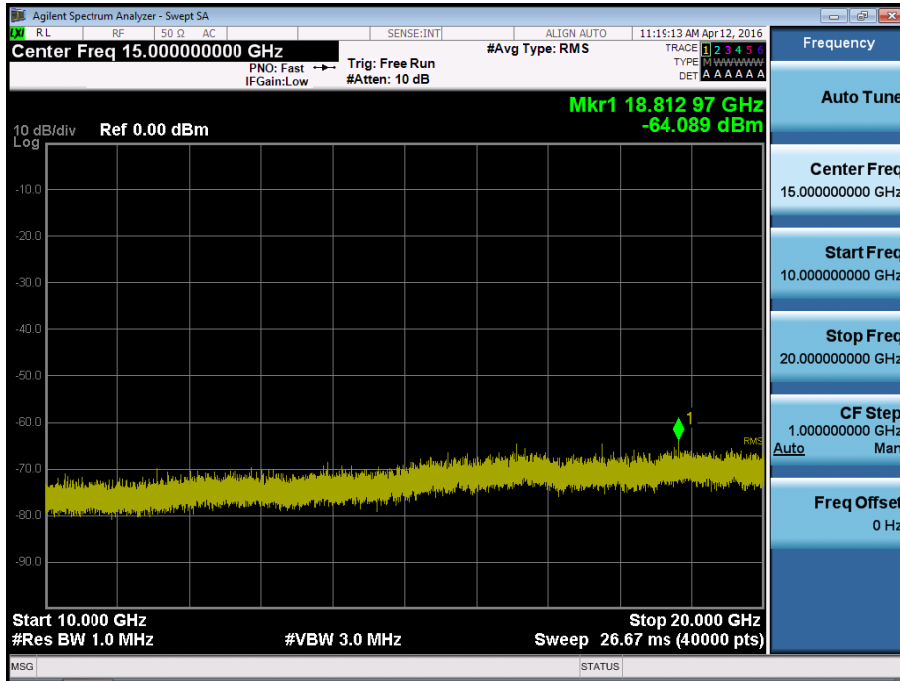 Agilent Spectrum Analyzer - Swept SA
LXI RL RF 50 Ω AC SENSE:INT ALIGN AUTO 11:19:13 AM Apr 12, 2016
Center Freq 15.000000000 GHz
PNO: Fast
IFGain:Low
Trig: Free Run
#Atten: 10 dB
#Avg Type: RMS
TRACE 1 2 3 4 5 6
TYPE M WWWWW
DET A A A A A A
Mkr1 18.812 97 GHz
-64.089 dBm
10 dB/div Ref 0.00 dBm
Log
-10.0
-20.0
-30.0
-40.0
-50.0
-60.0
-70.0
-80.0
-90.0
1
RMS
Start 10.000 GHz Stop 20.000 GHz
#Res BW 1.0 MHz #VBW 3.0 MHz Sweep 26.67 ms (40000 pts)
MSG STATUS
Frequency
Auto Tune
Center Freq
15.000000000 GHz
Start Freq
10.000000000 GHz
Stop Freq
20.000000000 GHz
CF Step
1.000000000 GHz
Auto Man
Freq Offset
0 Hz